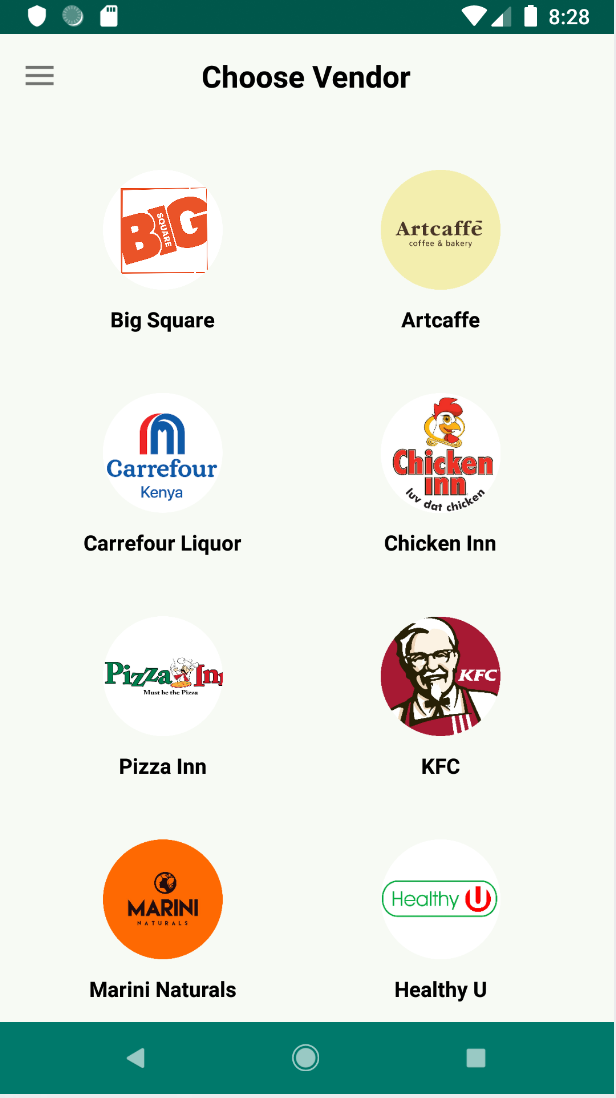 8:28
Choose Vendor
BIG
SQUARE
Artcaffē
coffee & bakery
Big Square
Artcaffe
Carrefour
Kenya
Chicken
inn
luv dat chicken
Carrefour Liquor
Chicken Inn
Pizza Inn
Must be the Pizza
KFC
Pizza Inn
KFC
MARINI
NATURALS
Healthy U
Marini Naturals
Healthy U